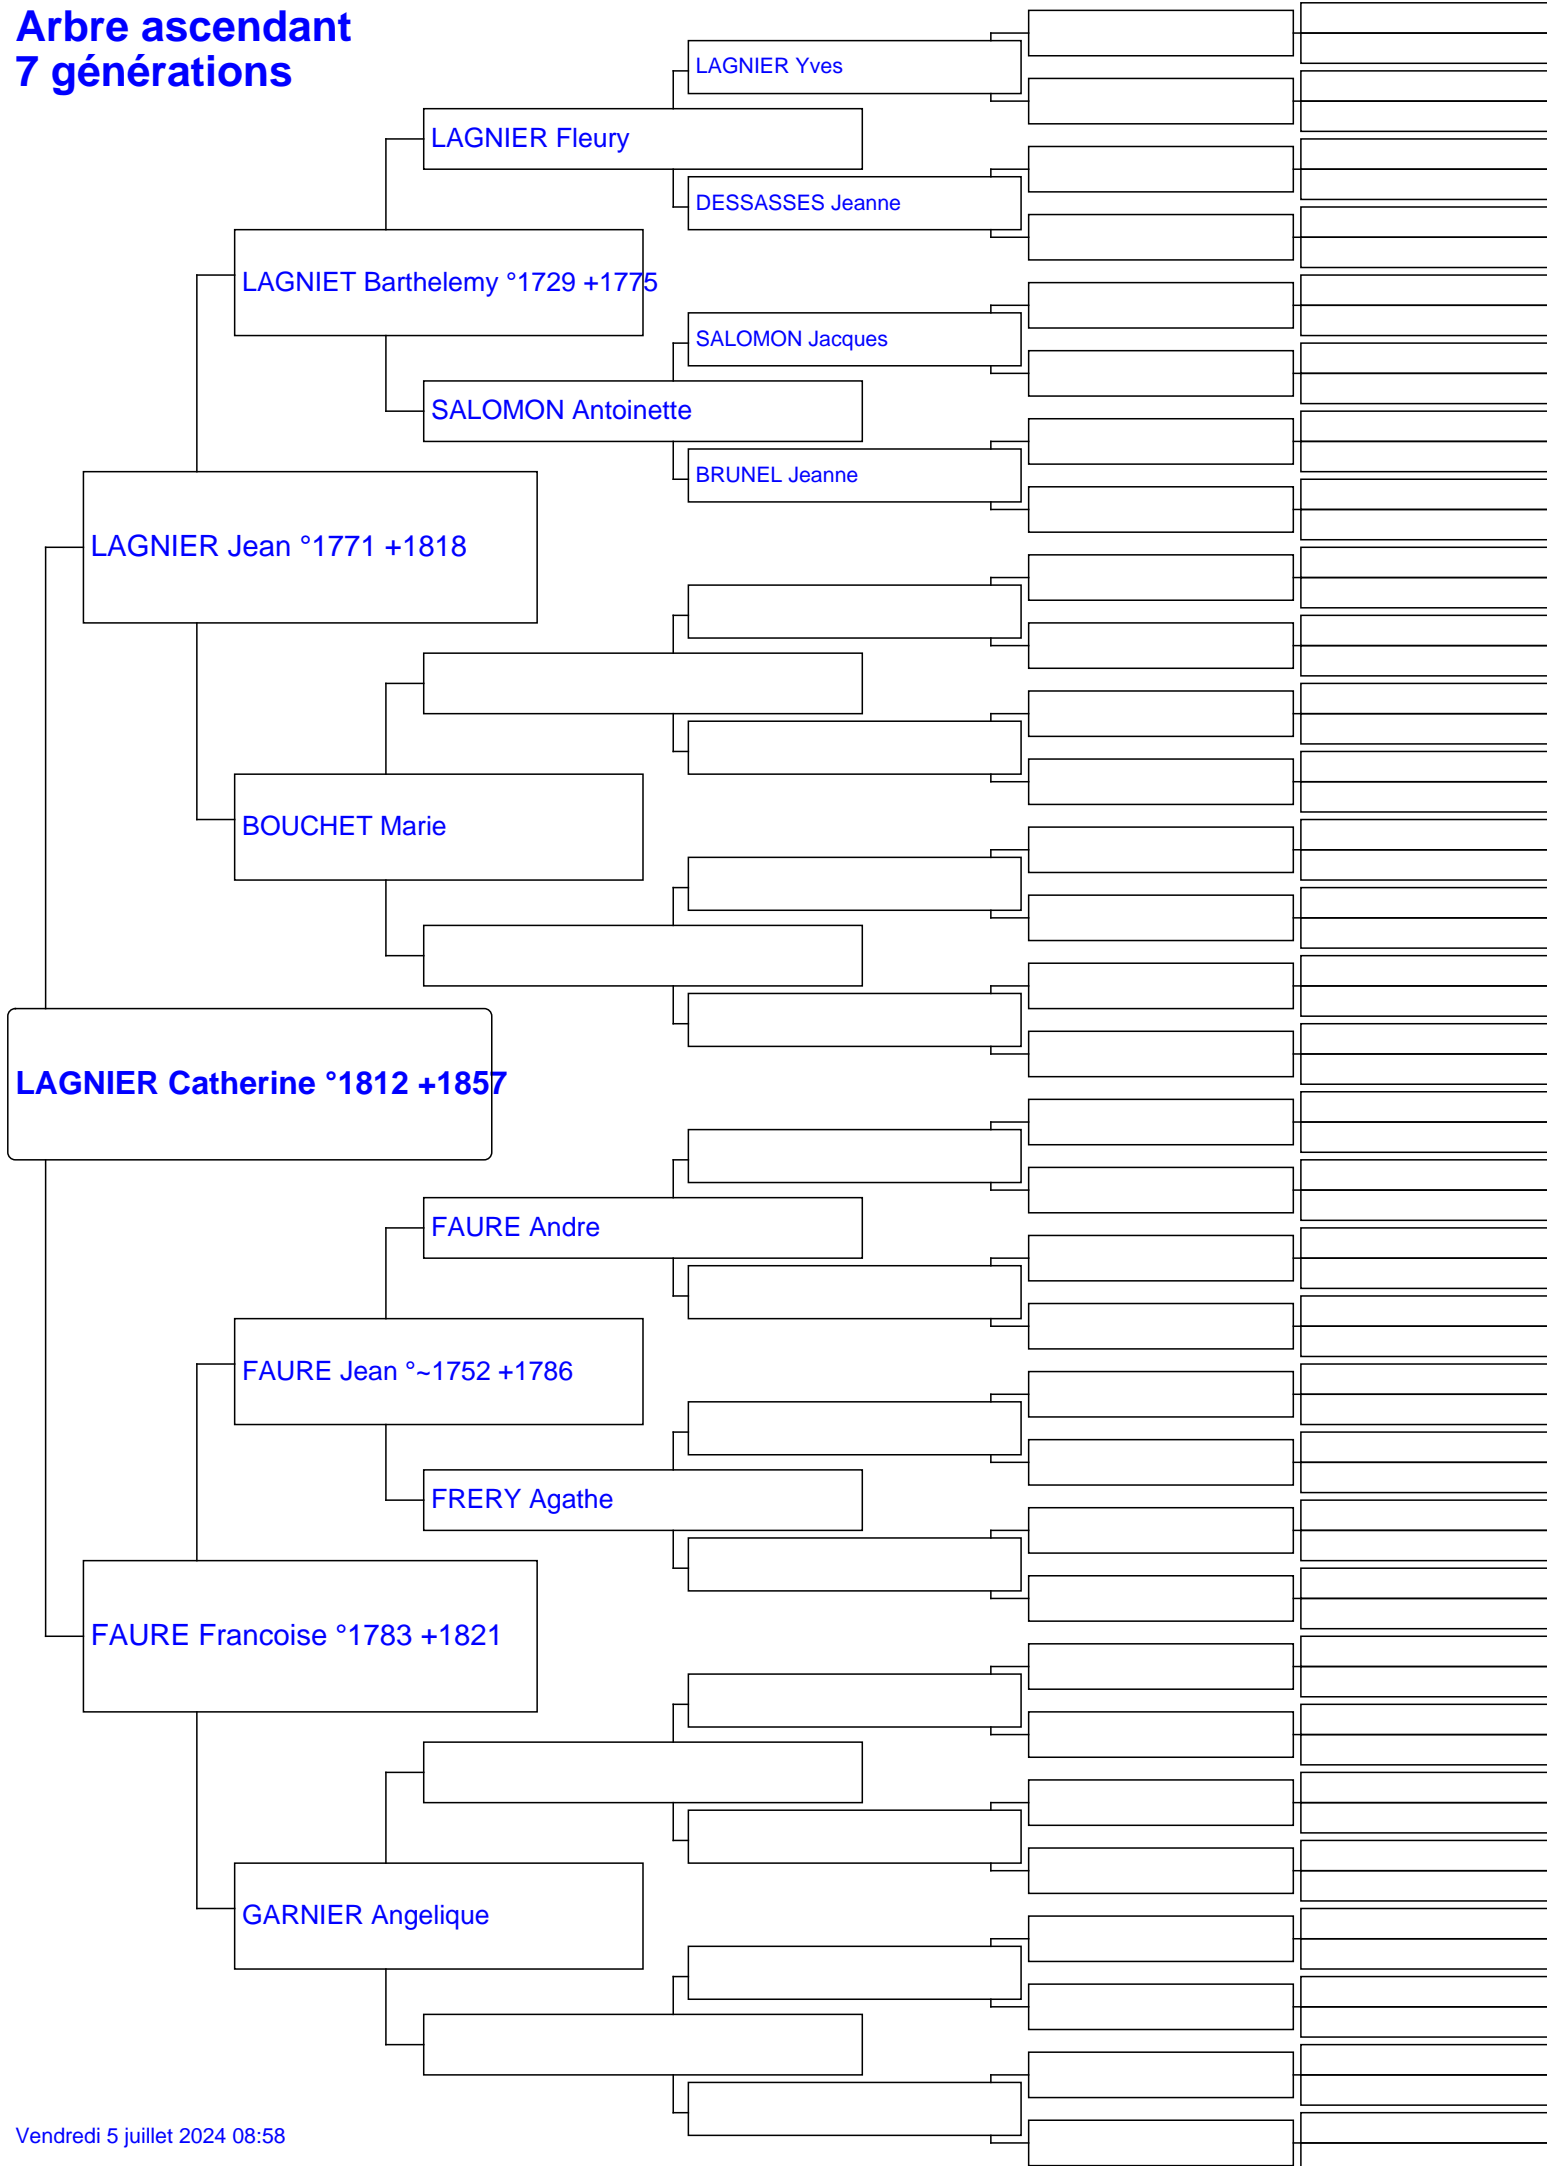 Arbre ascendant
7 générations
LAGNIER Yves
LAGNIER Fleury
DESSASSES Jeanne
LAGNIET Barthelemy °1729 +1775
SALOMON Jacques
SALOMON Antoinette
BRUNEL Jeanne
LAGNIER Jean °1771 +1818
BOUCHET Marie
LAGNIER Catherine °1812 +1857
FAURE Andre
FAURE Jean °~1752 +1786
FRERY Agathe
FAURE Francoise °1783 +1821
GARNIER Angelique
Vendredi 5 juillet 2024 08:58